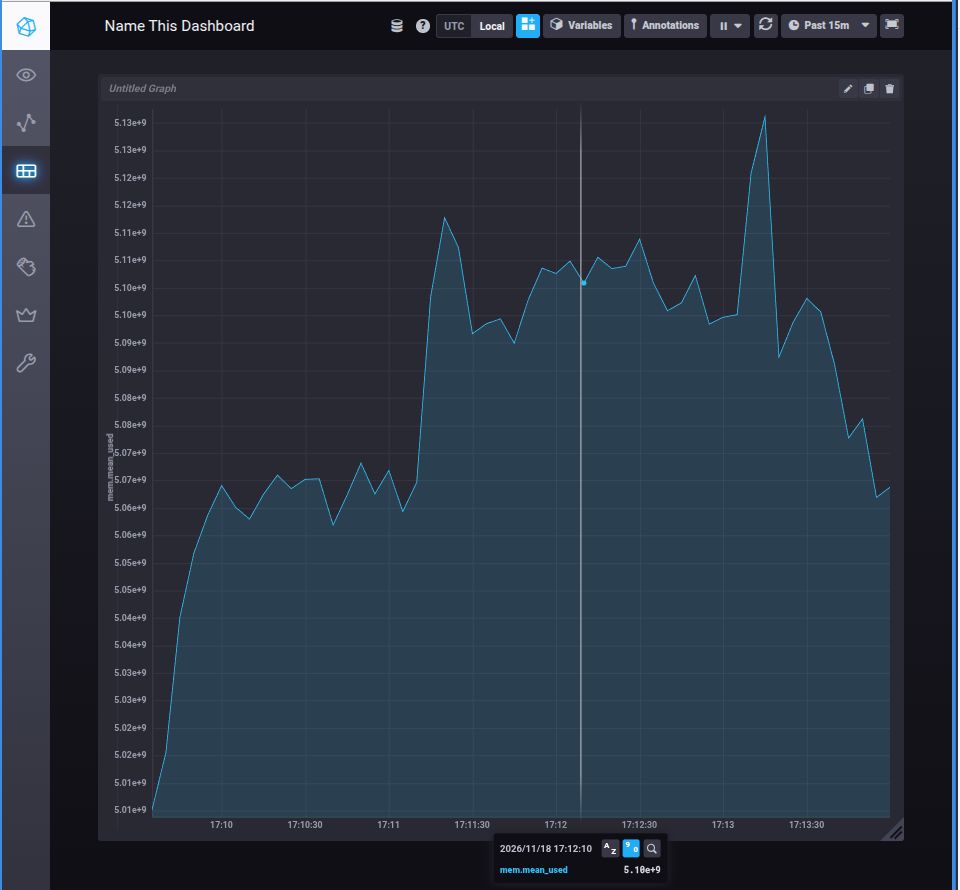 Name This Dashboard
UTC Local Variables Annotations Past 15m
Untitled Graph
5.13e+9
5.13e+9
5.12e+9
5.12e+9
5.11e+9
5.11e+9
5.10e+9
5.10e+9
5.09e+9
5.09e+9
5.08e+9
5.08e+9
5.07e+9
5.07e+9
5.06e+9
5.06e+9
5.05e+9
5.05e+9
5.04e+9
5.04e+9
5.03e+9
5.03e+9
5.02e+9
5.02e+9
5.01e+9
5.01e+9
mem.mean_used
17:10 17:10:30 17:11 17:11:30 17:12 17:12:30 17:13 17:13:30
2026/11/18 17:12:10 A Z 9 0
mem.mean_used 5.10e+9